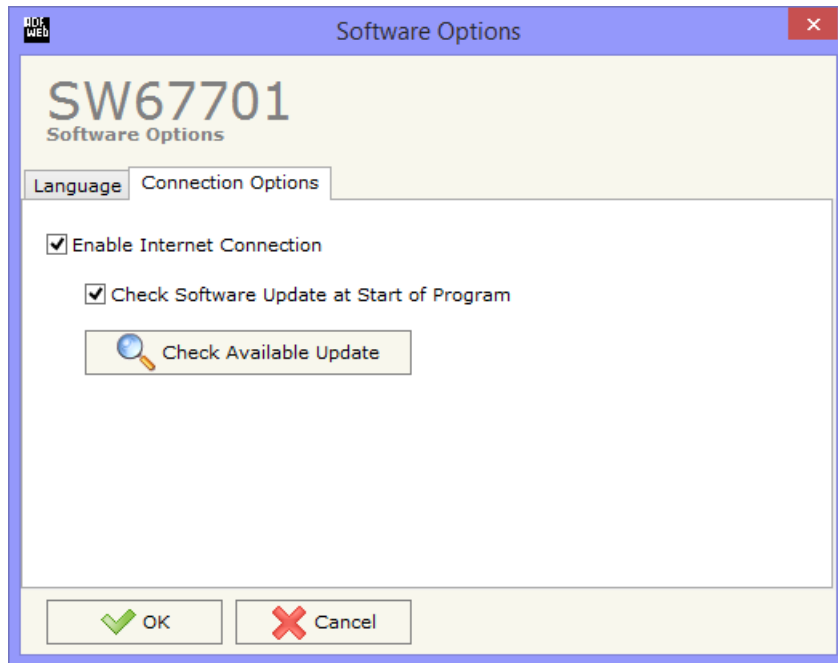 ADF
WEB
Software Options
SW67701
Software Options
Language
Connection Options
Enable Internet Connection
Check Software Update at Start of Program
Check Available Update
OK
Cancel